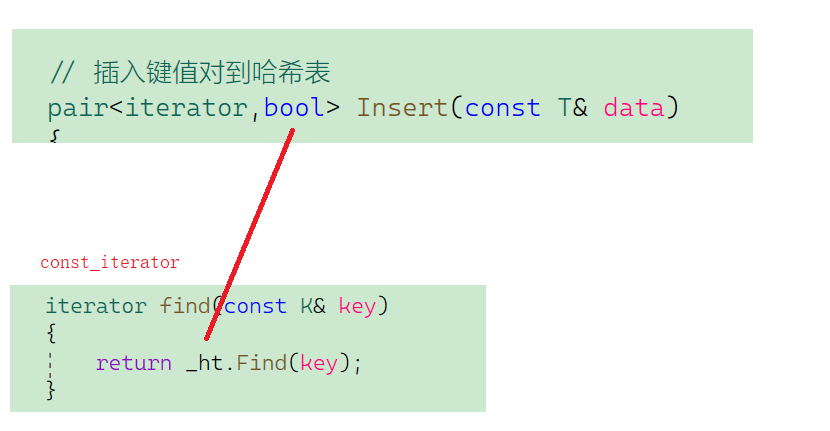 // 插入键值对到哈希表
pair<iterator,bool> Insert(const T& data)
{
const_iterator
iterator find(const K& key)
{
return _ht.Find(key);
}